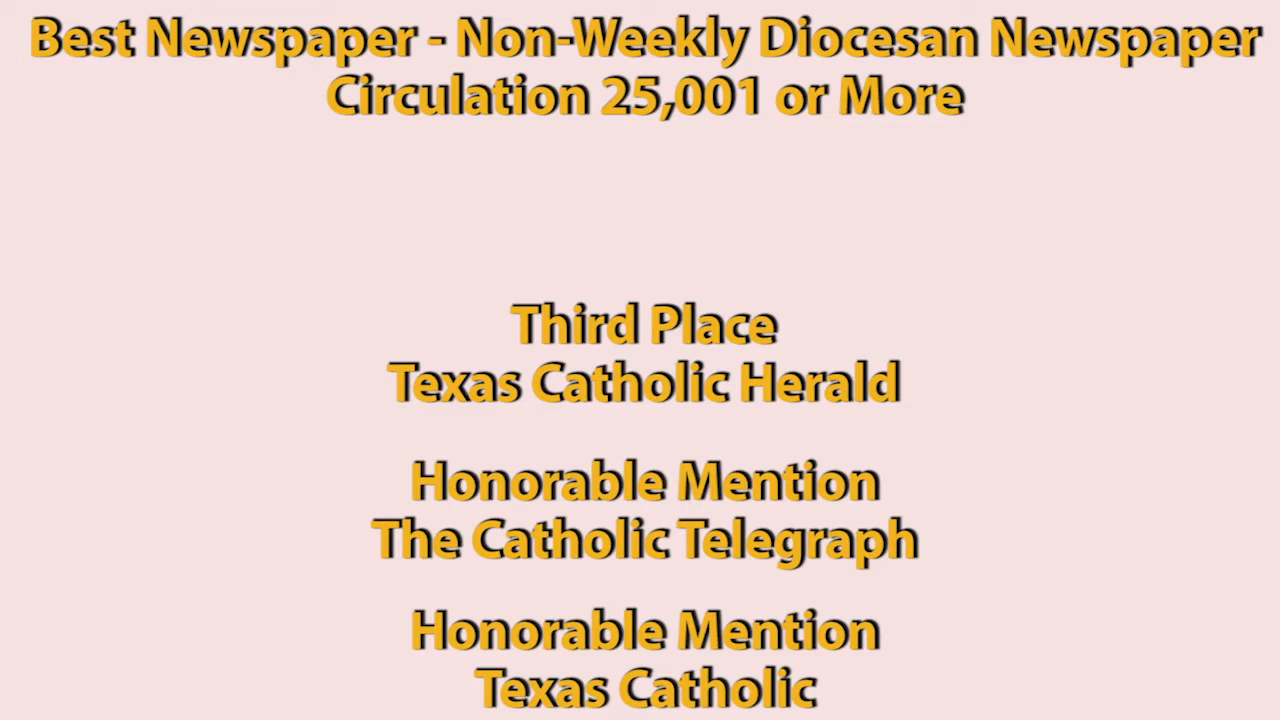 Best Newspaper - Non-Weekly Diocesan Newspaper
Circulation 25,001 or More
Third Place
Texas Catholic Herald
Honorable Mention
The Catholic Telegraph
Honorable Mention
Texas Catholic